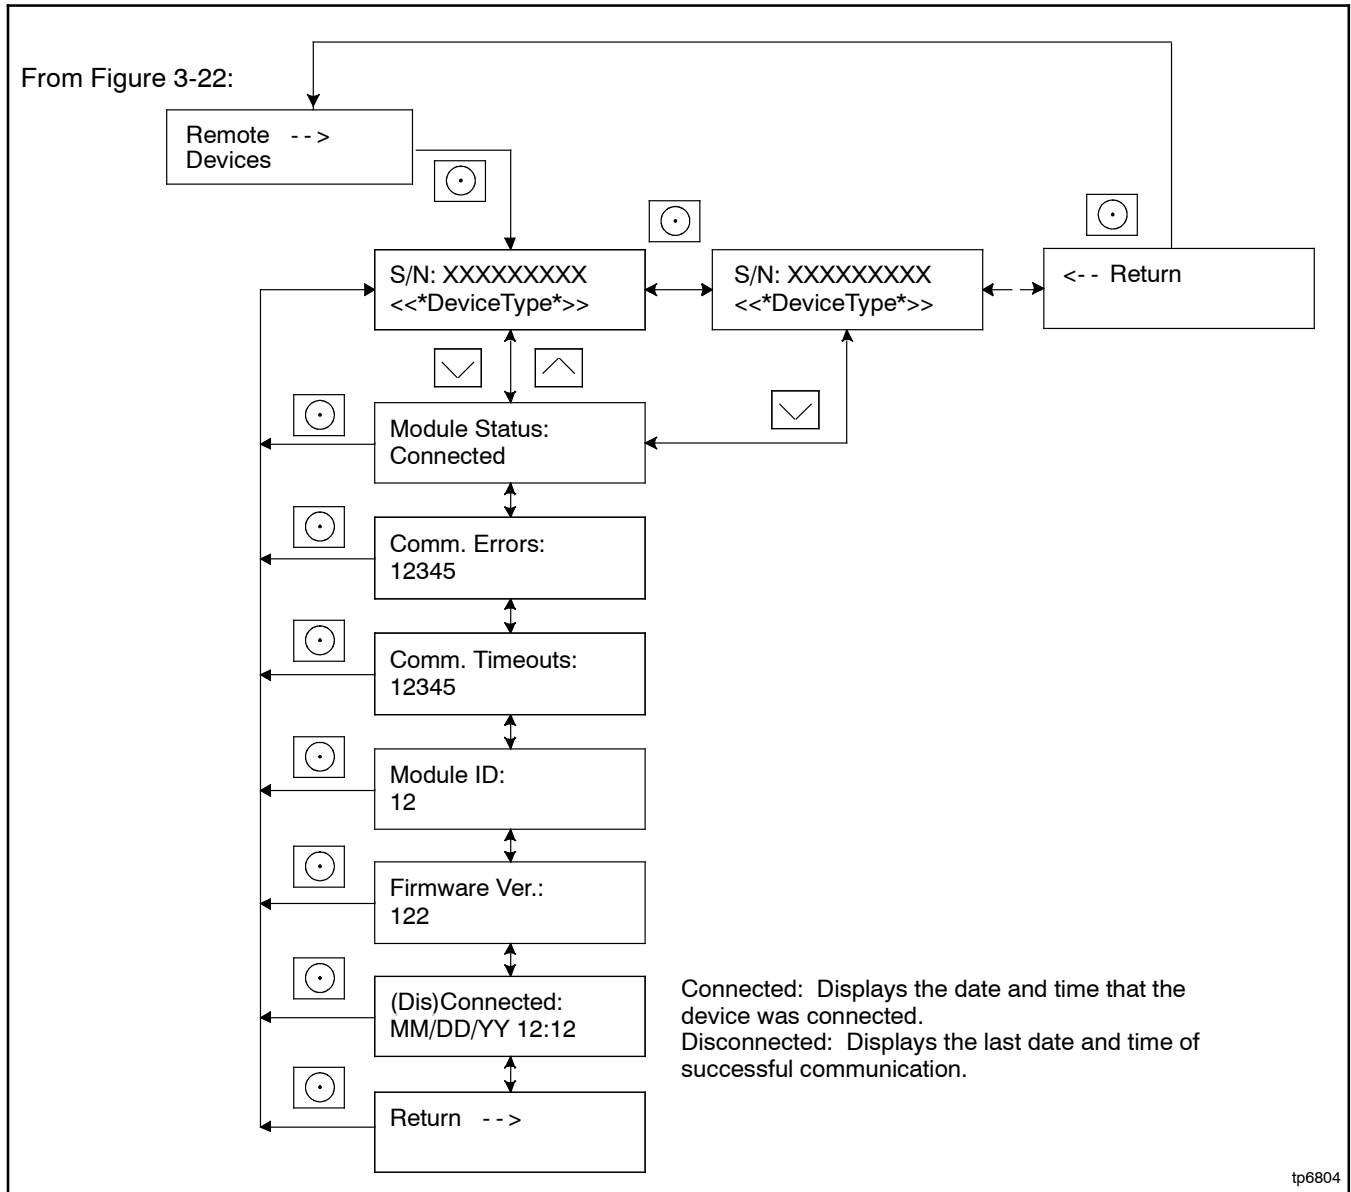 From Figure 3-22:
Remote - - >
Devices
S/N: XXXXXXXXX
<<*DeviceType*>>
S/N: XXXXXXXXX
<<*DeviceType*>>
<- - Return
Module Status:
Connected
Comm. Errors:
12345
Comm. Timeouts:
12345
Module ID:
12
Firmware Ver.:
122
(Dis)Connected:
MM/DD/YY 12:12
Connected: Displays the date and time that the
device was connected.
Disconnected: Displays the last date and time of
successful communication.
Return - - >
tp6804